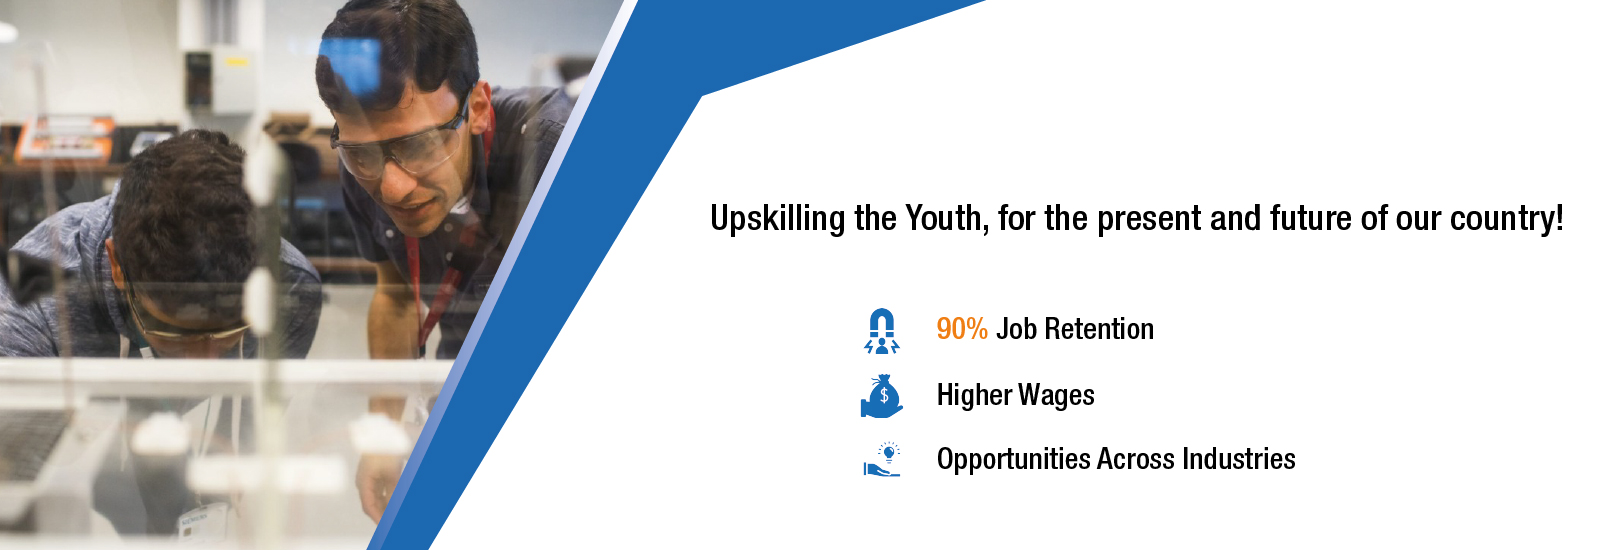 Upskilling the Youth, for the present and future of our country!
90% Job Retention
$
Higher Wages
Opportunities Across Industries